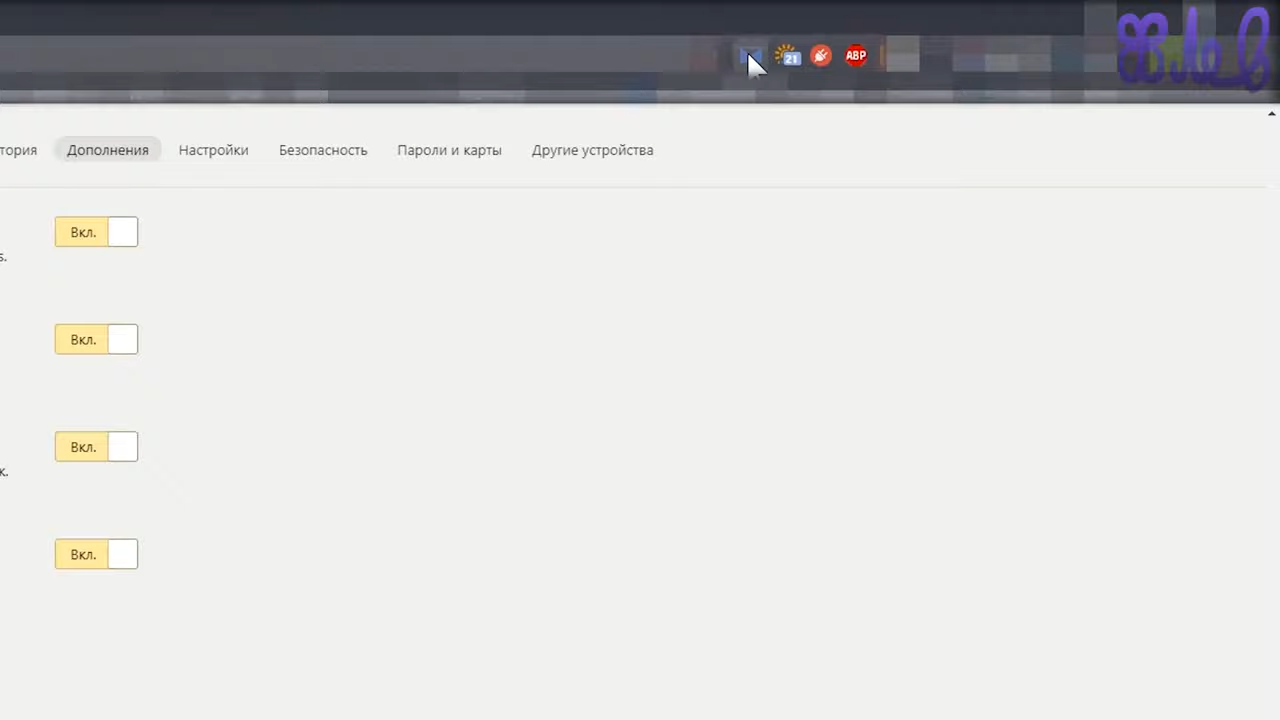 21
ABP
тория Дополнения Настройки Безопасность Пароли и карты Другие устройства
Вкл.
s.
Вкл.
Вкл.
к.
Вкл.